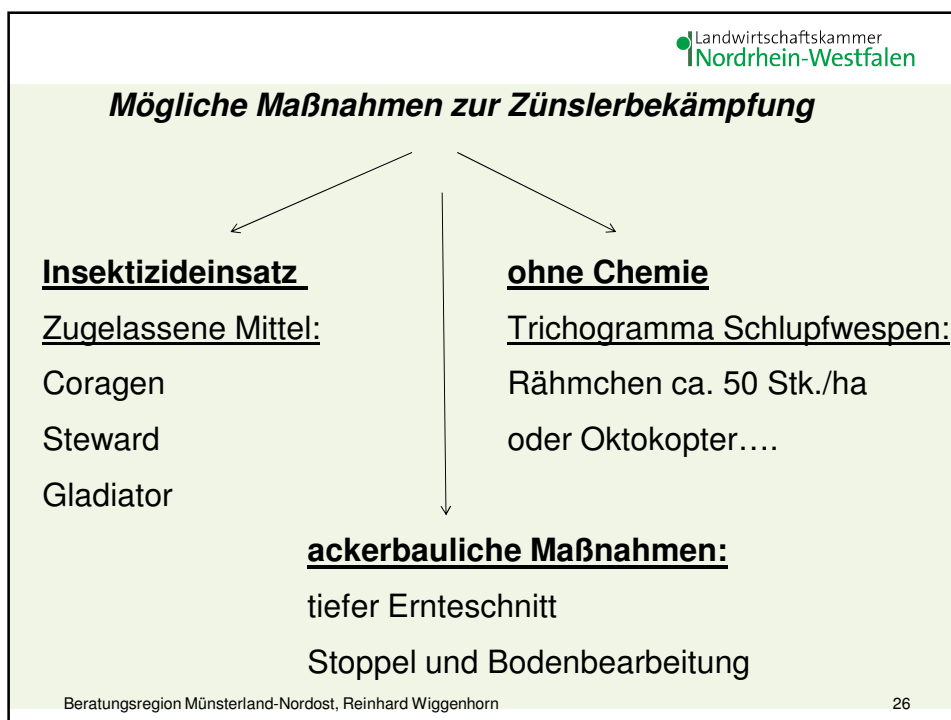 Landwirtschaftskammer
Nordrhein-Westfalen
Mögliche Maßnahmen zur Zünslerbekämpfung
Insektizideinsatz
Zugelassene Mittel:
Coragen
Steward
Gladiator
ohne Chemie
Trichogramma Schlupfwespen:
Rähmchen ca. 50 Stk./ha
oder Oktokopter….
ackerbauliche Maßnahmen:
tiefer Ernteschnitt
Stoppel und Bodenbearbeitung
Beratungsregion Münsterland-Nordost, Reinhard Wiggenhorn
26